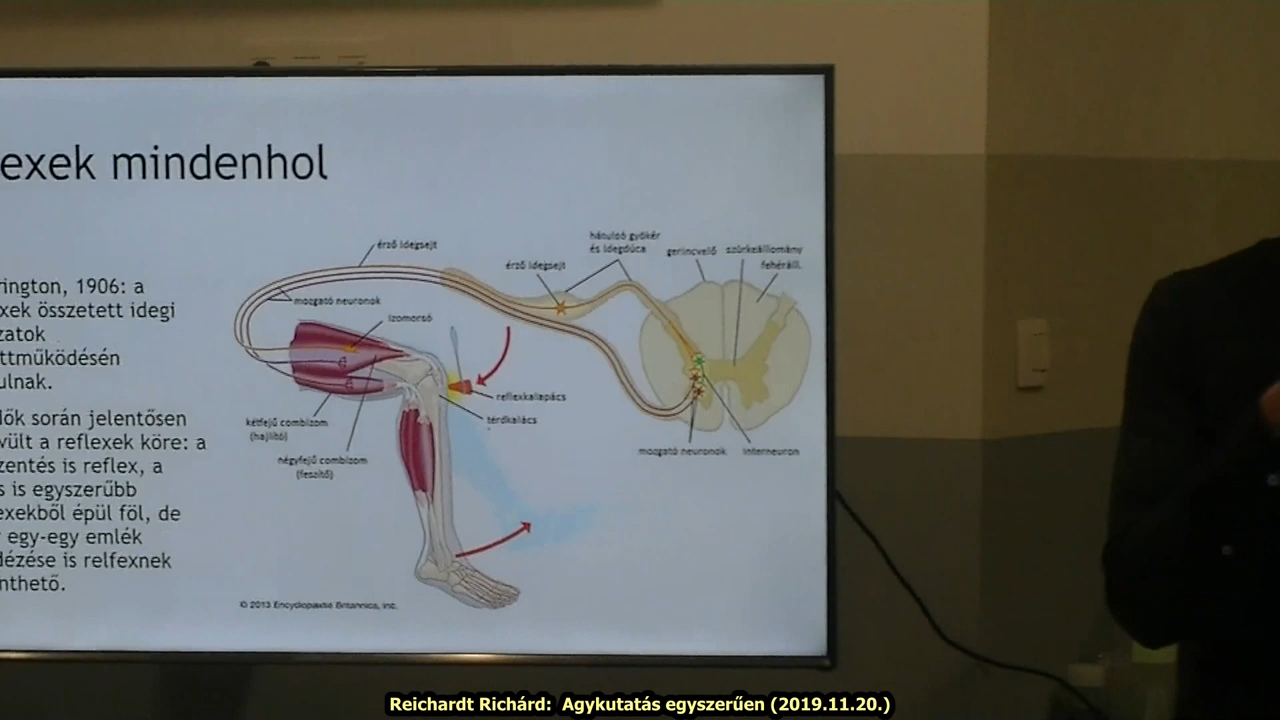 exek mindenhol
rington, 1906: a
xek összetett idegi
zatok
ttműködésén
ulnak.
dők során jelentősen
vült a reflexek köre: a
zentés is reflex, a
s is egyszerűbb
exekből épül föl, de
r egy-egy emlék
dézése is relfexnek
nthető.
érző idegsejt
mozgató neuronok
izomorsó
érző idegsejt
hátulsó gyökér
és idegdúca
gerincvelő
szürkeállomány
fehéráll.
reflexkalapács
térdkalács
kétfejű combizom
(hajlító)
négyfejű combizom
(feszítő)
mozgató neuronok
interneuron
© 2013 Encyclopædia Britannica, Inc.
Reichardt Richárd: Agykutatás egyszerűen (2019.11.20.)